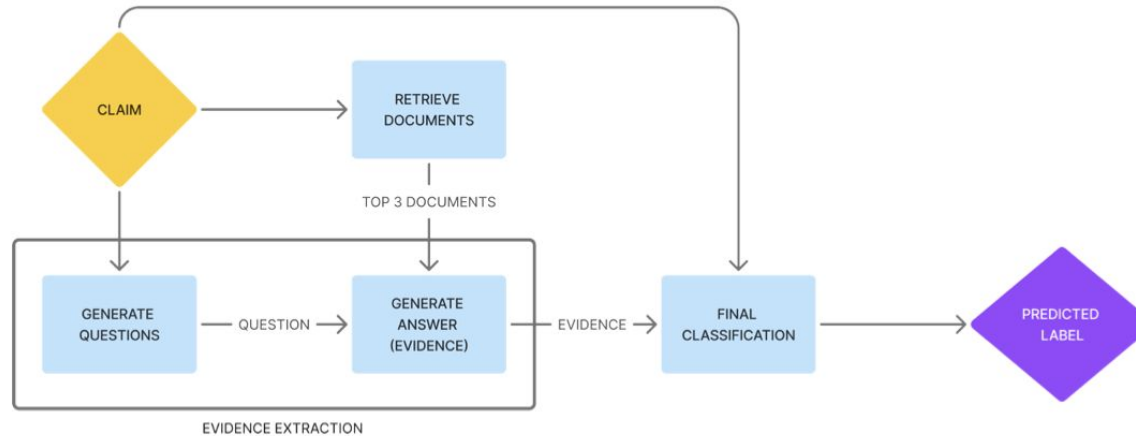 CLAIM
RETRIEVE
DOCUMENTS
TOP 3 DOCUMENTS
GENERATE
QUESTIONS
QUESTION
GENERATE
ANSWER
(EVIDENCE)
EVIDENCE
FINAL
CLASSIFICATION
PREDICTED
LABEL
EVIDENCE EXTRACTION